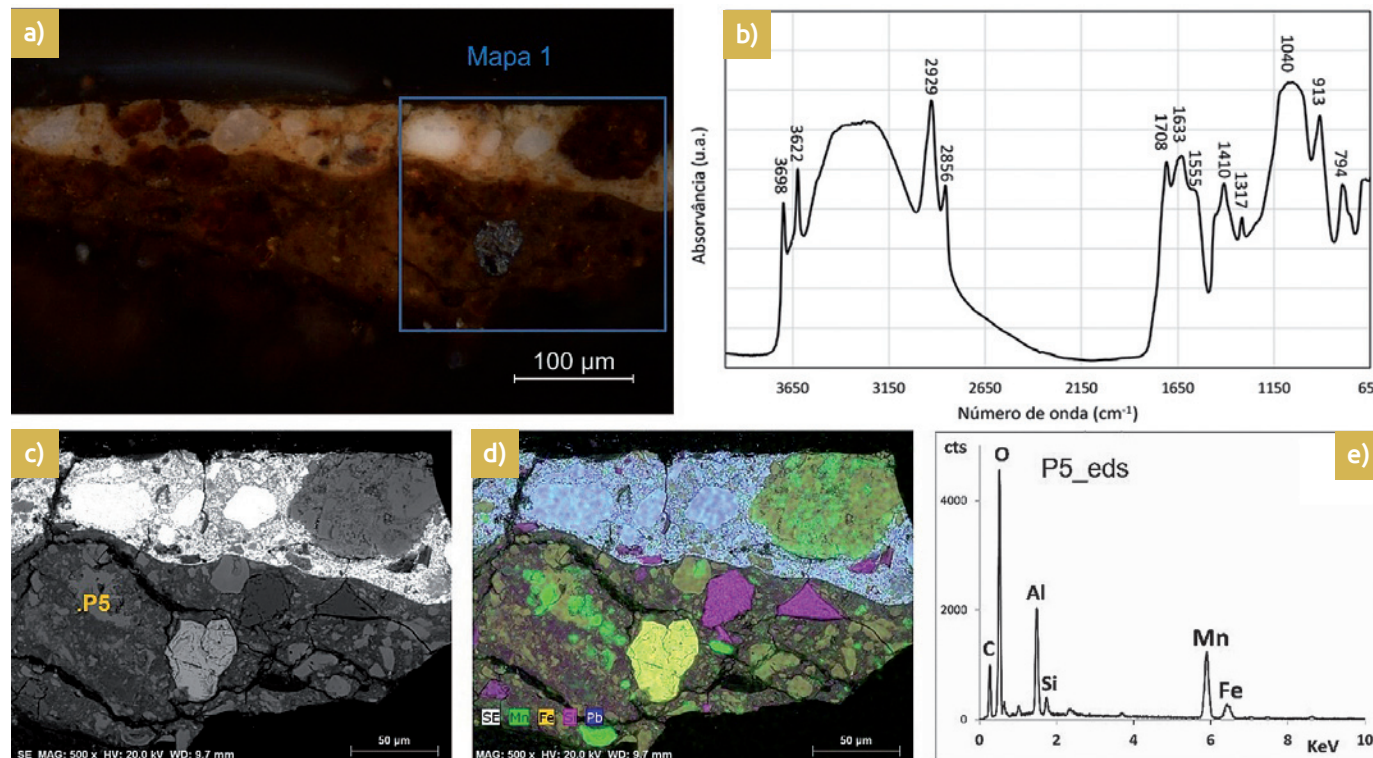 a)
Mapa 1
100 µm
b)
Absorvância (u.a.)
3698
3622
2929
2856
1708
1633
1555
1410
1317
1040
913
794
3650 3150 2650 2150 1650 1150 65
Número de onda (cm-1)
c)
.P5
SE MAG: 500 x HV: 20.0 kV WD: 9.7 mm
50 µm
d)
SE Mn Fe Si Pb
MAG: 500 x HV: 20.0 kV WD: 9.7 mm
50 µm
e)
cts
P5_eds
O
4000
Al
2000
C
Si
Mn
Fe
0
0 2 4 6 8 10
KeV